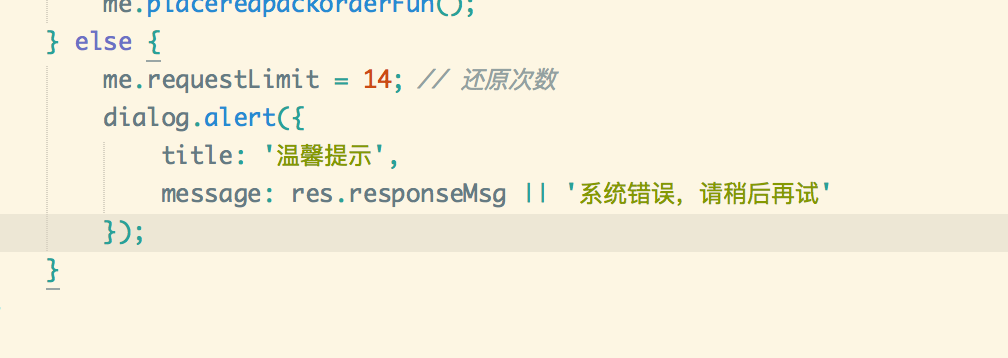 me.placeredpackorderFun();
} else {
me.requestLimit = 14; // 还原次数
dialog.alert({
title: '温馨提示',
message: res.responseMsg || '系统错误，请稍后再试'
});
}